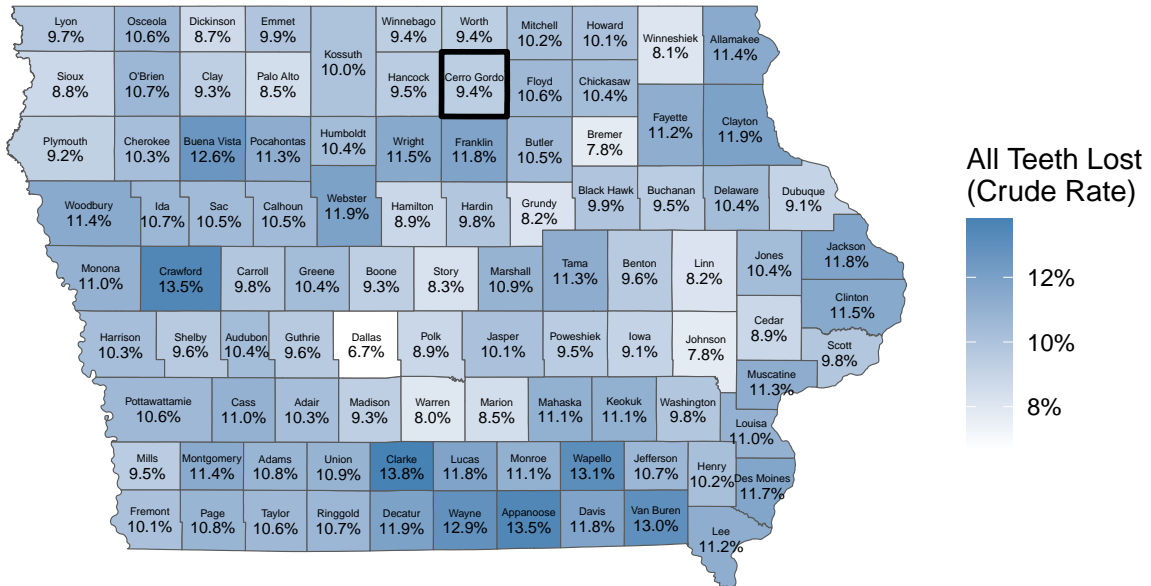 Lyon
9.7%
Osceola
10.6%
Dickinson
8.7%
Emmet
9.9%
Winnebago
9.4%
Worth
9.4%
Mitchell
10.2%
Howard
10.1%
Winneshiek
8.1%
Allamakee
11.4%
Kossuth
10.0%
Sioux
8.8%
O'Brien
10.7%
Clay
9.3%
Palo Alto
8.5%
Hancock
9.5%
Cerro Gordo
9.4%
Floyd
10.6%
Chickasaw
10.4%
Fayette
11.2%
Clayton
11.9%
Plymouth
9.2%
Cherokee
10.3%
Buena Vista
12.6%
Pocahontas
11.3%
Humboldt
10.4%
Wright
11.5%
Franklin
11.8%
Butler
10.5%
Bremer
7.8%
Woodbury
11.4%
Ida
10.7%
Sac
10.5%
Calhoun
10.5%
Webster
11.9%
Hamilton
8.9%
Hardin
9.8%
Grundy
8.2%
Black Hawk
9.9%
Buchanan
9.5%
Delaware
10.4%
Dubuque
9.1%
Monona
11.0%
Crawford
13.5%
Carroll
9.8%
Greene
10.4%
Boone
9.3%
Story
8.3%
Marshall
10.9%
Tama
11.3%
Benton
9.6%
Linn
8.2%
Jones
10.4%
Jackson
11.8%
Clinton
11.5%
Harrison
10.3%
Shelby
9.6%
Audubon
10.4%
Guthrie
9.6%
Dallas
6.7%
Polk
8.9%
Jasper
10.1%
Poweshiek
9.5%
Iowa
9.1%
Johnson
7.8%
Cedar
8.9%
Scott
9.8%
Muscatine
11.3%
Pottawattamie
10.6%
Cass
11.0%
Adair
10.3%
Madison
9.3%
Warren
8.0%
Marion
8.5%
Mahaska
11.1%
Keokuk
11.1%
Washington
9.8%
Louisa
11.0%
Mills
9.5%
Montgomery
11.4%
Adams
10.8%
Union
10.9%
Clarke
13.8%
Lucas
11.8%
Monroe
11.1%
Wapello
13.1%
Jefferson
10.7%
Henry
10.2%
Des Moines
11.7%
Fremont
10.1%
Page
10.8%
Taylor
10.6%
Ringgold
10.7%
Decatur
11.9%
Wayne
12.9%
Appanoose
13.5%
Davis
11.8%
Van Buren
13.0%
Lee
11.2%
All Teeth Lost
(Crude Rate)
12%
10%
8%